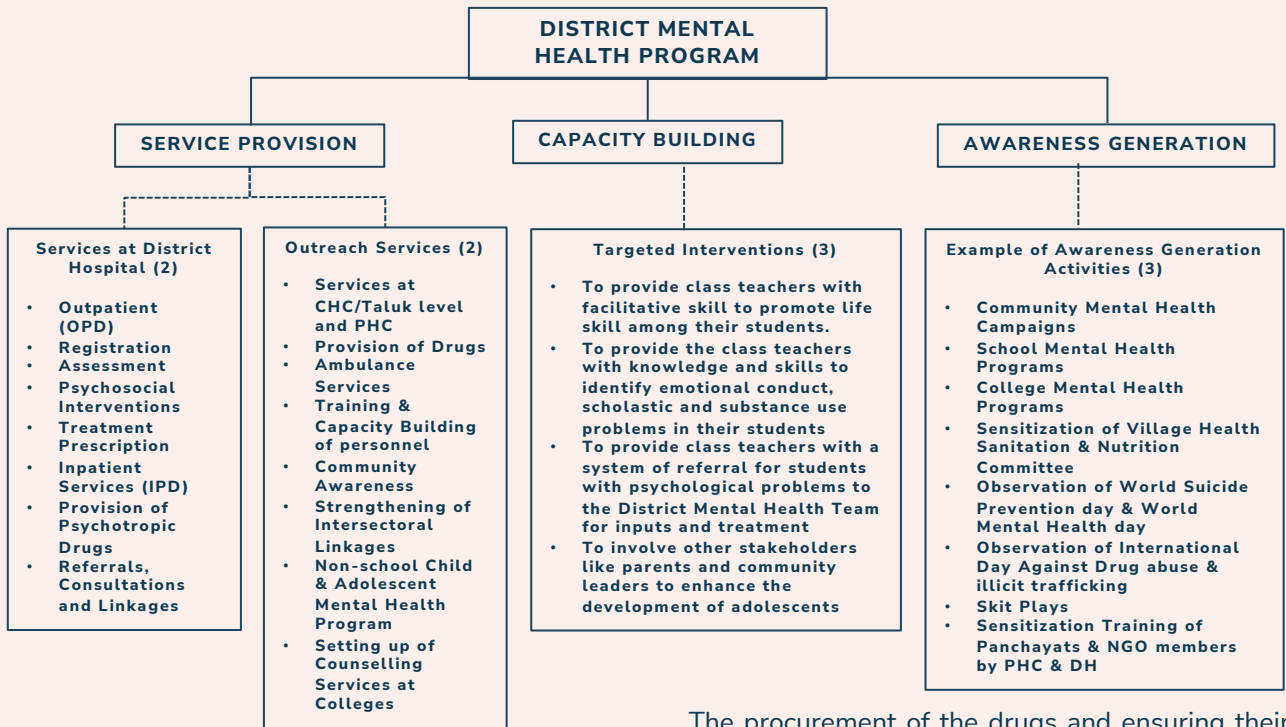 DISTRICT MENTAL
HEALTH PROGRAM
SERVICE PROVISION
CAPACITY BUILDING
AWARENESS GENERATION
Services at District
Hospital (2)
• Outpatient
(OPD)
• Registration
• Assessment
• Psychosocial
Interventions
• Treatment
Prescription
• Inpatient
Services (IPD)
• Provision of
Psychotropic
Drugs
• Referrals,
Consultations
and Linkages
Outreach Services (2)
• Services at
CHC/Taluk level
and PHC
• Provision of Drugs
• Ambulance
Services
• Training &
Capacity Building
of personnel
• Community
Awareness
• Strengthening of
Intersectoral
Linkages
• Non-school Child
& Adolescent
Mental Health
Program
• Setting up of
Counselling
Services at
Colleges
Targeted Interventions (3)
• To provide class teachers with
facilitative skill to promote life
skill among their students.
• To provide the class teachers
with knowledge and skills to
identify emotional conduct,
scholastic and substance use
problems in their students
• To provide class teachers with a
system of referral for students
with psychological problems to
the District Mental Health Team
for inputs and treatment
• To involve other stakeholders
like parents and community
leaders to enhance the
development of adolescents
Example of Awareness Generation
Activities (3)
• Community Mental Health
Campaigns
• School Mental Health
Programs
• College Mental Health
Programs
• Sensitization of Village Health
Sanitation & Nutrition
Committee
• Observation of World Suicide
Prevention day & World
Mental Health day
• Observation of International
Day Against Drug abuse &
illicit trafficking
• Skit Plays
• Sensitization Training of
Panchayats & NGO members
by PHC & DH
The procurement of the drugs and ensuring their